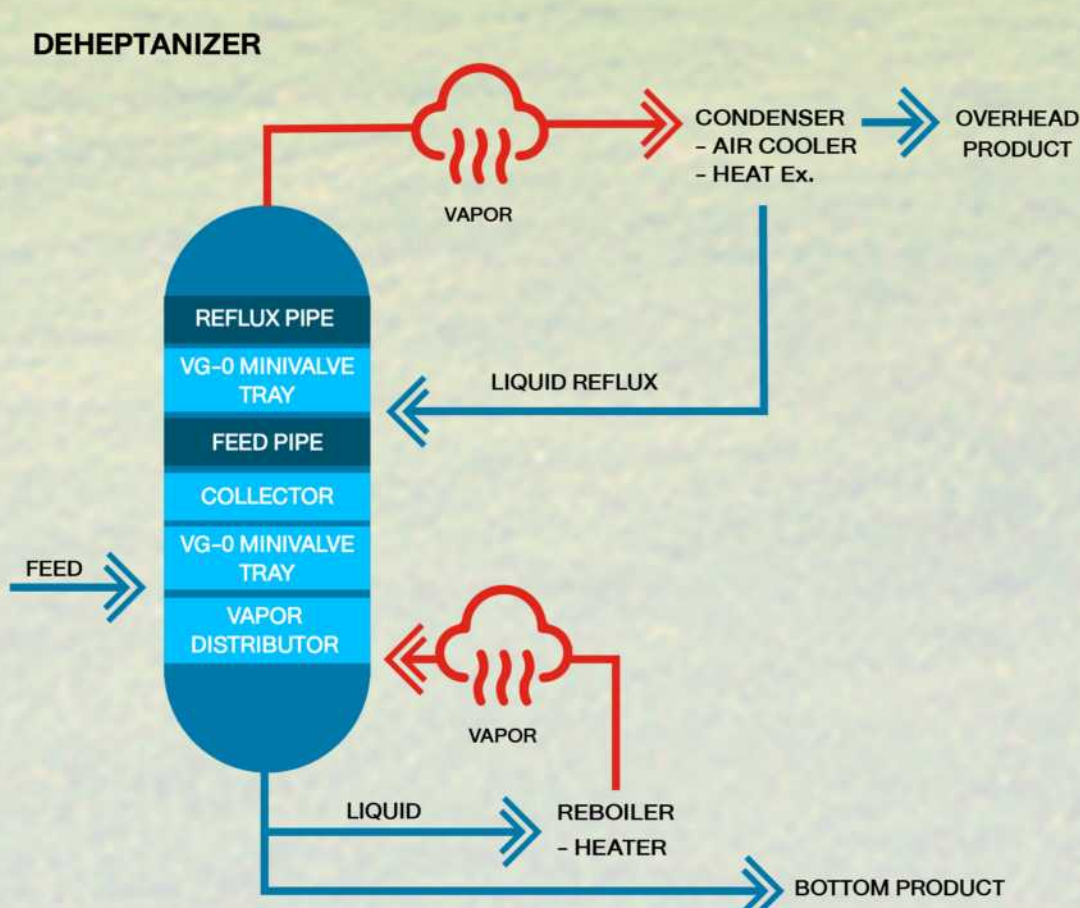 DEHEPTANIZER
VAPOR
CONDENSER
- AIR COOLER
- HEAT Ex.
OVERHEAD
PRODUCT
REFLUX PIPE
VG-0 MINIVALVE
TRAY
LIQUID REFLUX
FEED PIPE
COLLECTOR
VG-0 MINIVALVE
TRAY
FEED
VAPOR
DISTRIBUTOR
VAPOR
LIQUID
REBOILER
- HEATER
BOTTOM PRODUCT